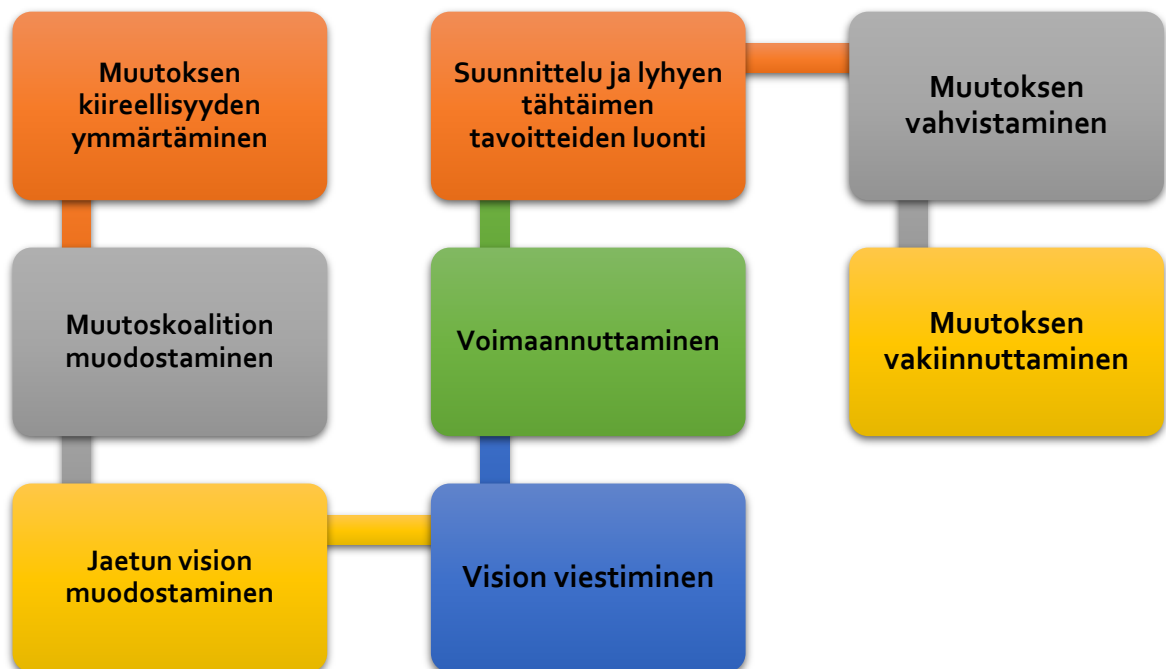 Muutoksen
kiireellisyyden
ymmärtäminen
Muutoskoalition
muodostaminen
Jaetun vision
muodostaminen
Vision viestiminen
Voimaannuttaminen
Suunnittelu ja lyhyen
tähtäimen
tavoitteiden luonti
Muutoksen
vahvistaminen
Muutoksen
vakiinnuttaminen